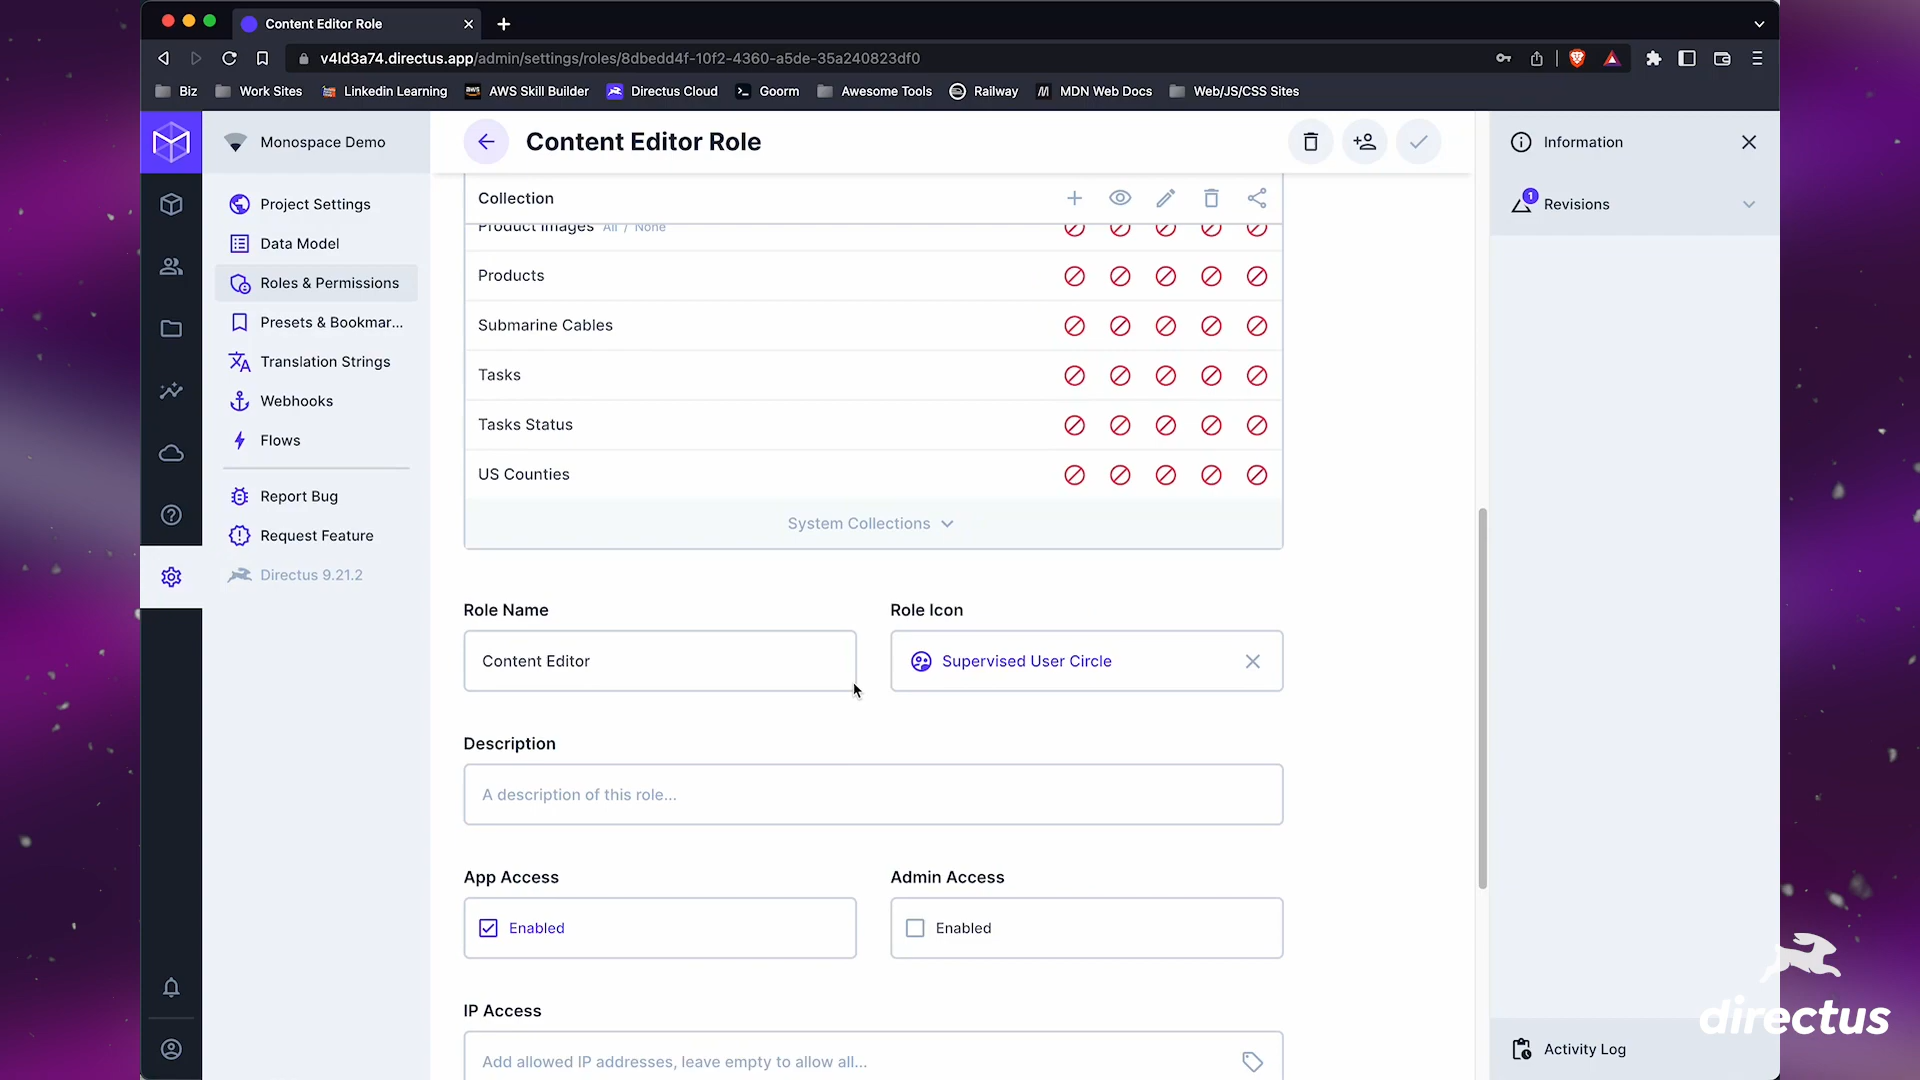 Content Editor Role
v4ld3a74.directus.app/admin/settings/roles/8dbedd4f-10f2-4360-a5de-35a240823df0
Biz
Work Sites
Linkedin Learning
AWS Skill Builder
Directus Cloud
Goorm
Awesome Tools
Railway
MDN Web Docs
Web/JS/CSS Sites
Monospace Demo
Project Settings
Data Model
Roles & Permissions
Presets & Bookmar...
Translation Strings
Webhooks
Flows
Report Bug
Request Feature
Directus 9.21.2
Content Editor Role
Collection
Product Images All / None
Products
Submarine Cables
Tasks
Tasks Status
US Counties
System Collections
Role Name
Content Editor
Role Icon
Supervised User Circle
Description
A description of this role...
App Access
Enabled
Admin Access
Enabled
IP Access
Add allowed IP addresses, leave empty to allow all...
Information
1
Revisions
Activity Log
directus